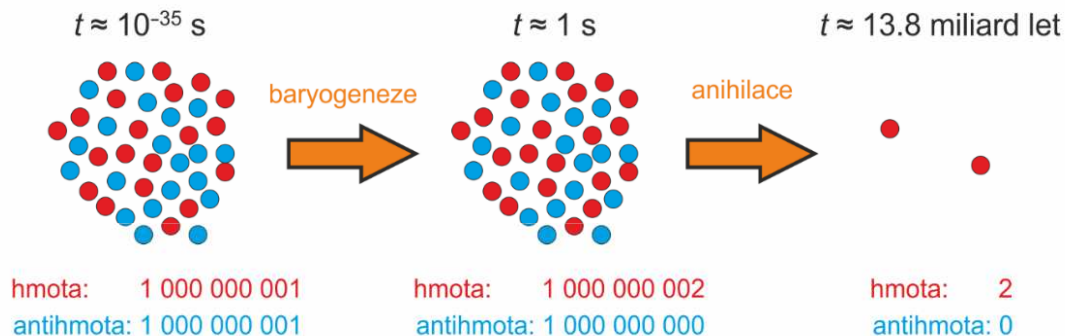 t ≈ 10⁻³⁵ s
t ≈ 1 s
t ≈ 13.8 miliard let
baryogeneze
anihilace
hmota: 1 000 000 001
antihmota: 1 000 000 001
hmota: 1 000 000 002
antihmota: 1 000 000 000
hmota: 2
antihmota: 0